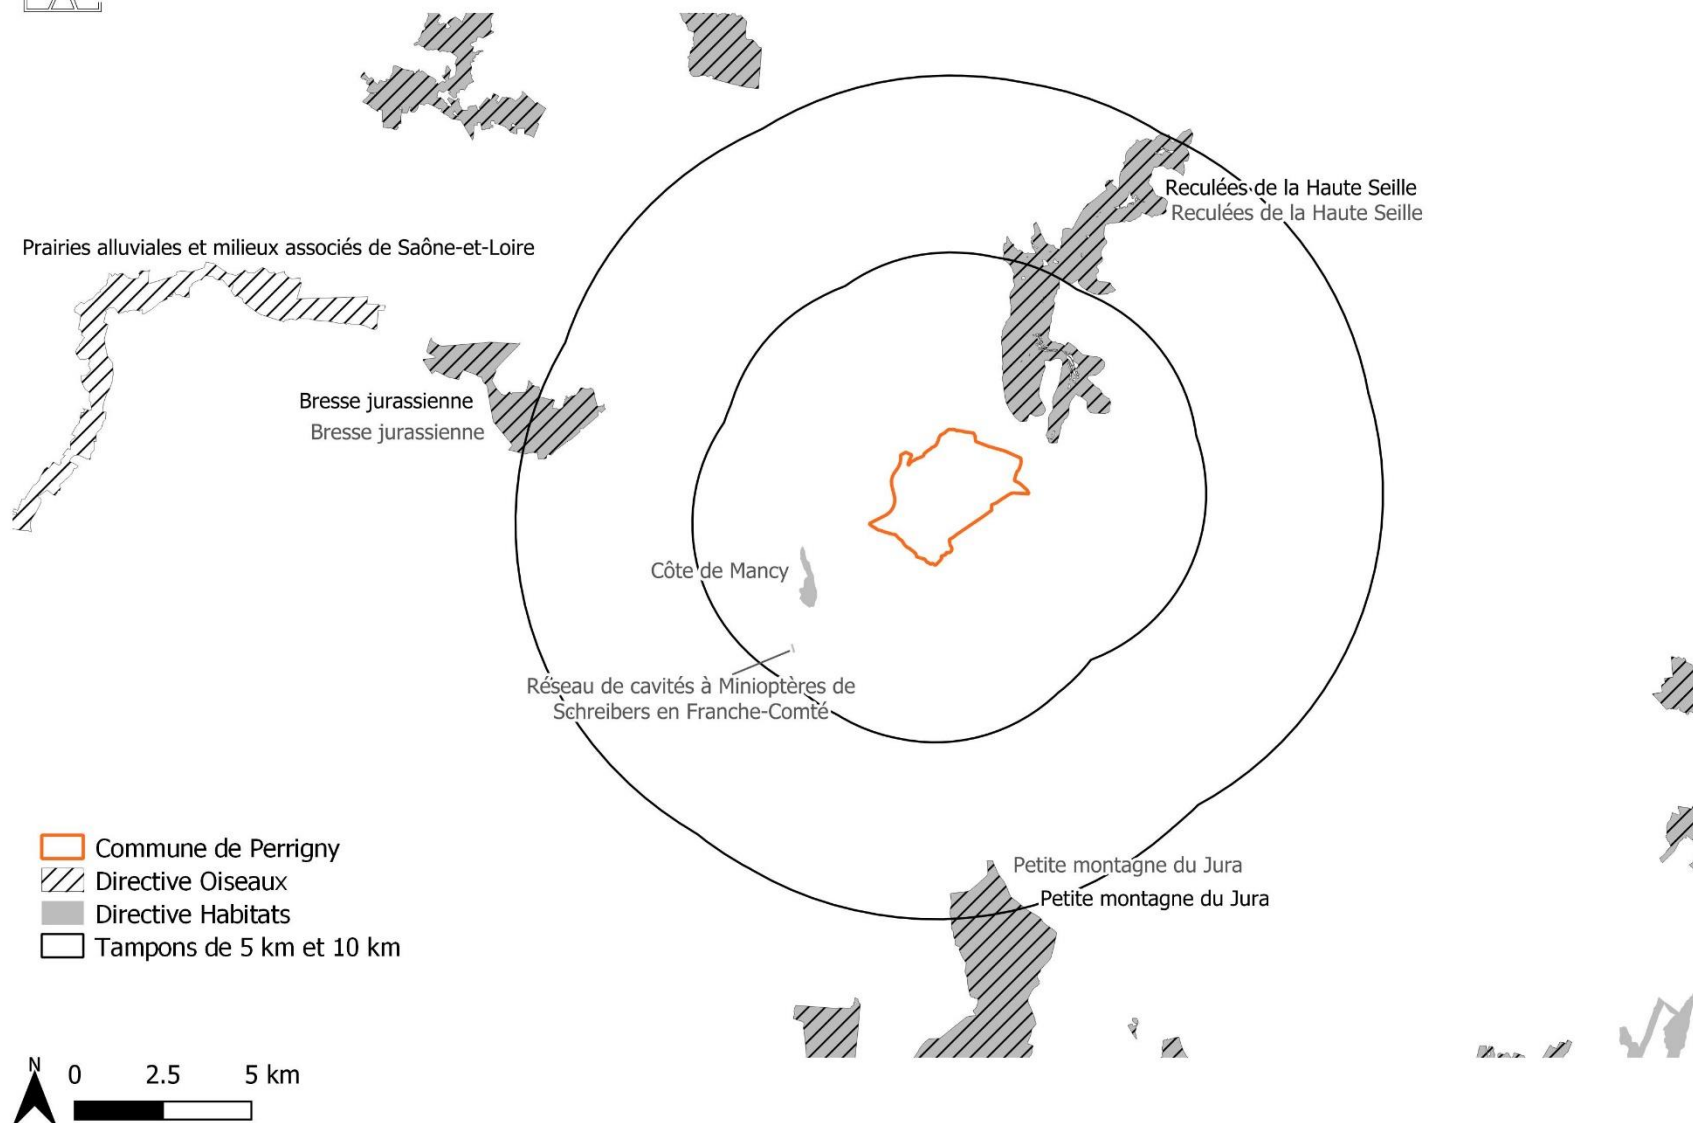 Reculées de la Haute Seille
Reculées de la Haute Seille
Prairies alluviales et milieux associés de Saône-et-Loire
Bresse jurassienne
Bresse jurassienne
Côte de Mancy
Réseau de cavités à Minioptères de
Schreibers en Franche-Comté
Commune de Perrigny
Directive Oiseaux
Directive Habitats
Tampons de 5 km et 10 km
Petite montagne du Jura
Petite montagne du Jura
N
0 2.5 5 km